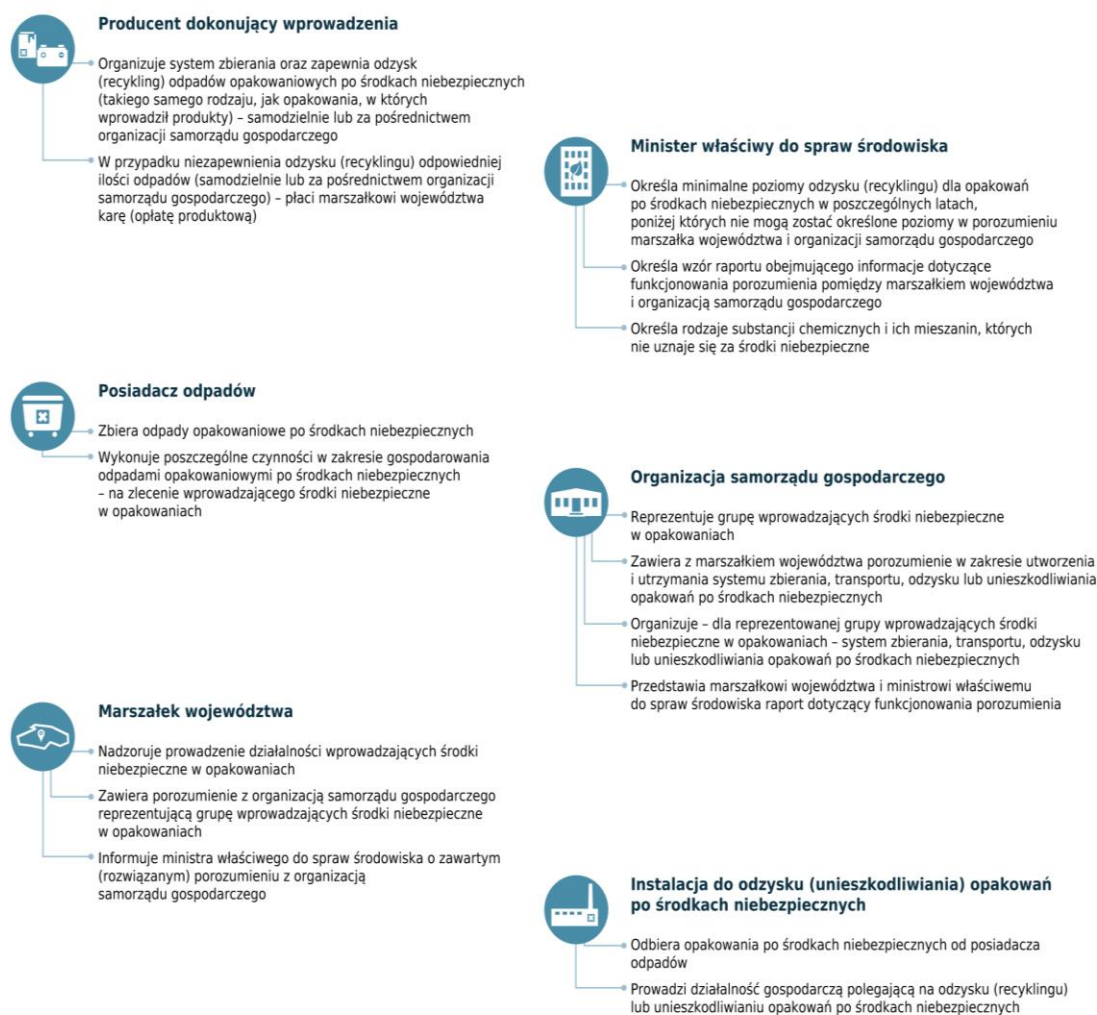 Producent dokonujący wprowadzenia
Organizuje system zbierania oraz zapewnia odzysk
(recykling) odpadów opakowaniowych po środkach niebezpiecznych
(takiego samego rodzaju, jak opakowania, w których
wprowadził produkty) – samodzielnie lub za pośrednictwem
organizacji samorządu gospodarczego
W przypadku niezapewnienia odzysku (recyklingu) odpowiedniej
ilości odpadów (samodzielnie lub za pośrednictwem organizacji
samorządu gospodarczego) – płaci marszałkowi województwa
karę (opłatę produktową)
Minister właściwy do spraw środowiska
Określa minimalne poziomy odzysku (recyklingu) dla opakowań
po środkach niebezpiecznych w poszczególnych latach,
poniżej których nie mogą zostać określone poziomy w porozumieniu
marszałka województwa i organizacji samorządu gospodarczego
Określa wzór raportu obejmującego informacje dotyczące
funkcjonowania porozumienia pomiędzy marszałkiem województwa
i organizacją samorządu gospodarczego
Określa rodzaje substancji chemicznych i ich mieszanin, których
nie uznaje się za środki niebezpieczne
Posiadacz odpadów
Zbiera odpady opakowaniowe po środkach niebezpiecznych
Wykonuje poszczególne czynności w zakresie gospodarowania
odpadami opakowaniowymi po środkach niebezpiecznych
– na zlecenie wprowadzającego środki niebezpieczne
w opakowaniach
Organizacja samorządu gospodarczego
Reprezentuje grupę wprowadzających środki niebezpieczne
w opakowaniach
Zawiera z marszałkiem województwa porozumienie w zakresie utworzenia
i utrzymania systemu zbierania, transportu, odzysku lub unieszkodliwiania
opakowań po środkach niebezpiecznych
Organizuje – dla reprezentowanej grupy wprowadzających środki
niebezpieczne w opakowaniach – system zbierania, transportu, odzysku
lub unieszkodliwiania opakowań po środkach niebezpiecznych
Przedstawia marszałkowi województwa i ministrowi właściwemu
do spraw środowiska raport dotyczący funkcjonowania porozumienia
Marszałek województwa
Nadzoruje prowadzenie działalności wprowadzających środki
niebezpieczne w opakowaniach
Zawiera porozumienie z organizacją samorządu gospodarczego
reprezentującą grupę wprowadzających środki niebezpieczne
w opakowaniach
Informuje ministra właściwego do spraw środowiska o zawartym
(rozwiązanym) porozumieniu z organizacją
samorządu gospodarczego
Instalacja do odzysku (unieszkodliwiania) opakowań
po środkach niebezpiecznych
Odbiera opakowania po środkach niebezpiecznych od posiadacza
odpadów
Prowadzi działalność gospodarczą polegającą na odzysku (recyklingu)
lub unieszkodliwianiu opakowań po środkach niebezpiecznych